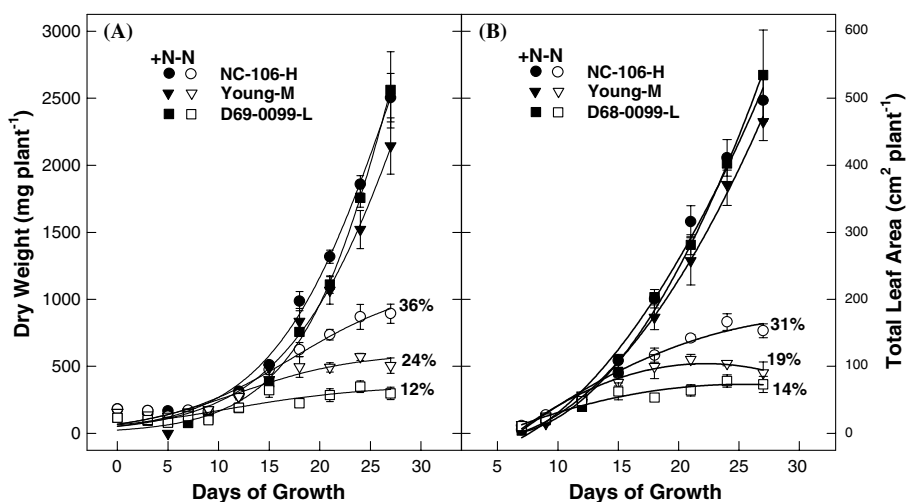 (A)
+N-N
NC-106-H
Young-M
D69-0099-L
36%
24%
12%
3000
2500
2000
1500
1000
500
0
Dry Weight (mg plant⁻¹)
0 5 10 15 20 25 30
Days of Growth
(B)
+N-N
NC-106-H
Young-M
D68-0099-L
31%
19%
14%
600
500
400
300
200
100
0
Total Leaf Area (cm² plant⁻¹)
5 10 15 20 25 30
Days of Growth